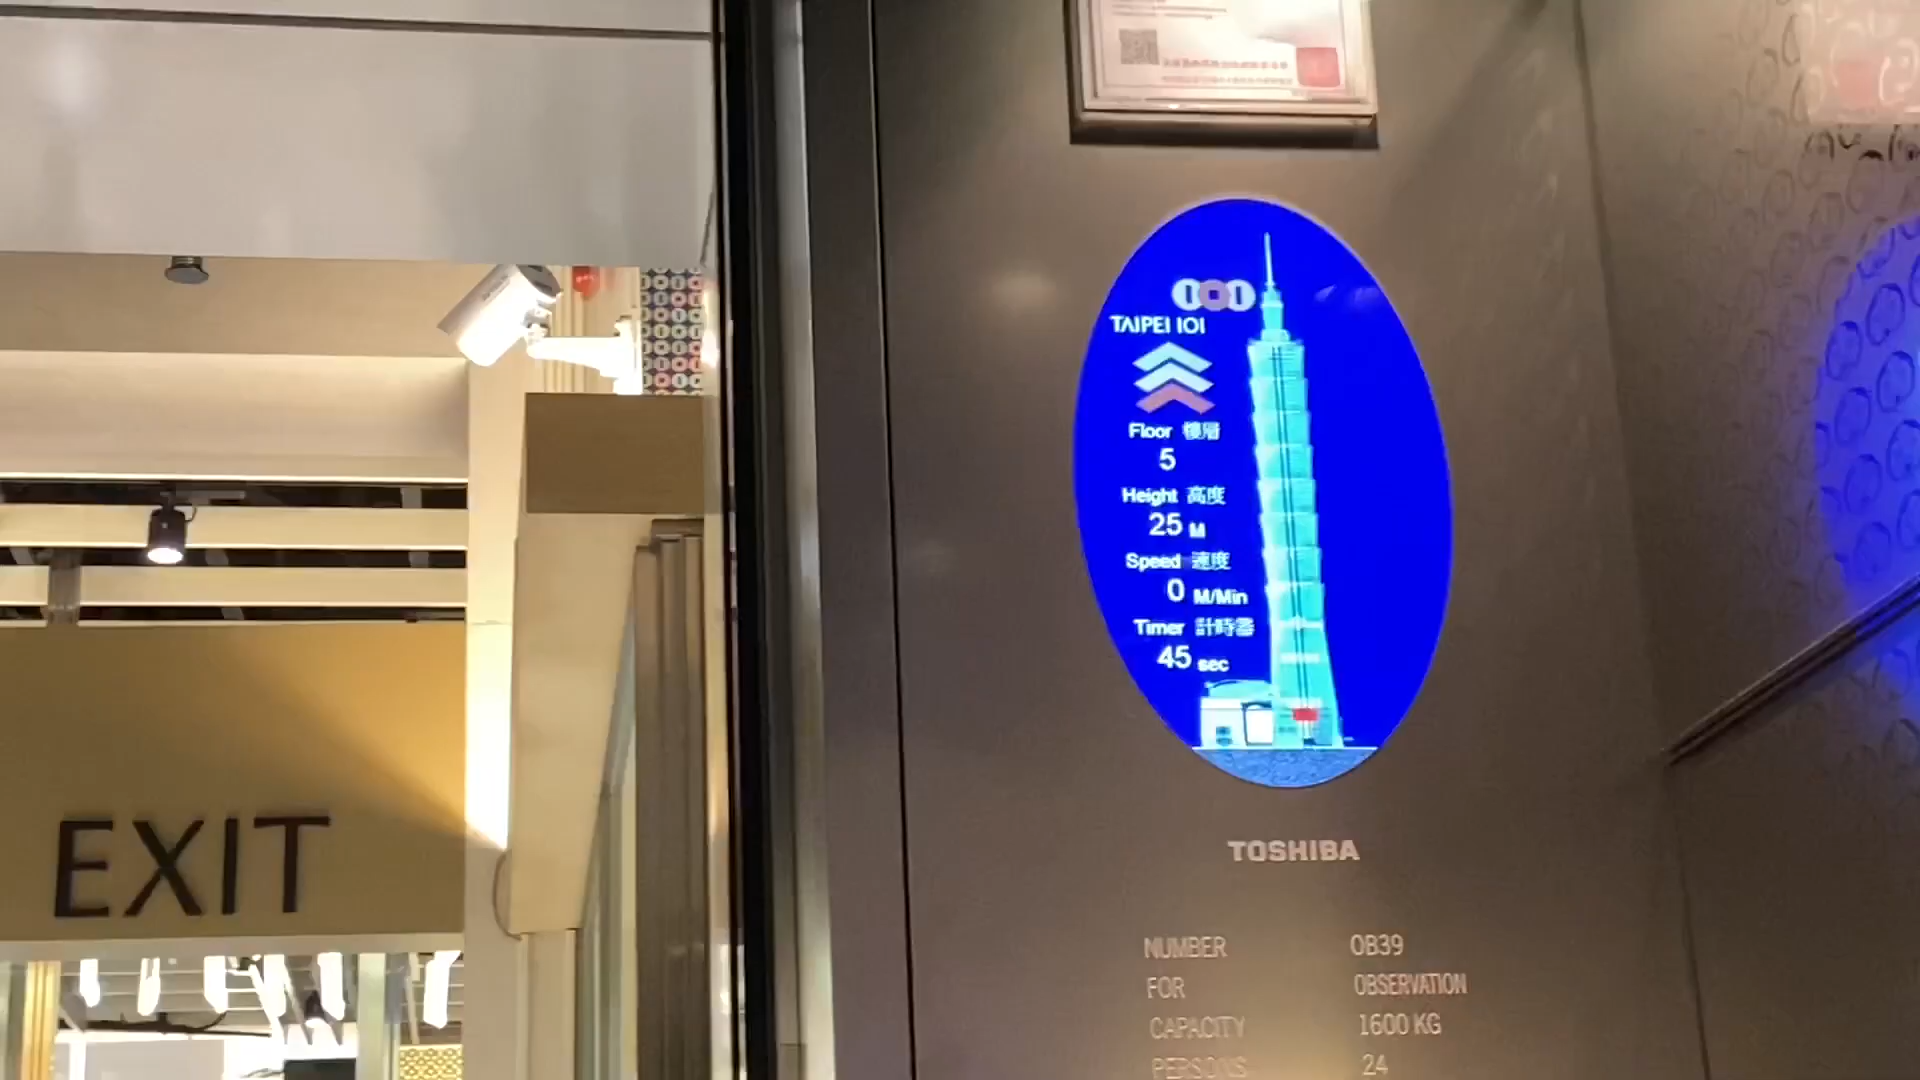 TAIPEI 101
Floor 樓層
5
Height 高度
25 M
Speed 速度
0 M/Min
Timer 計時器
45 sec
TOSHIBA
NUMBER OB39
FOR OBSERVATION
CAPACITY 1600 KG
PERSONS 24
EXIT